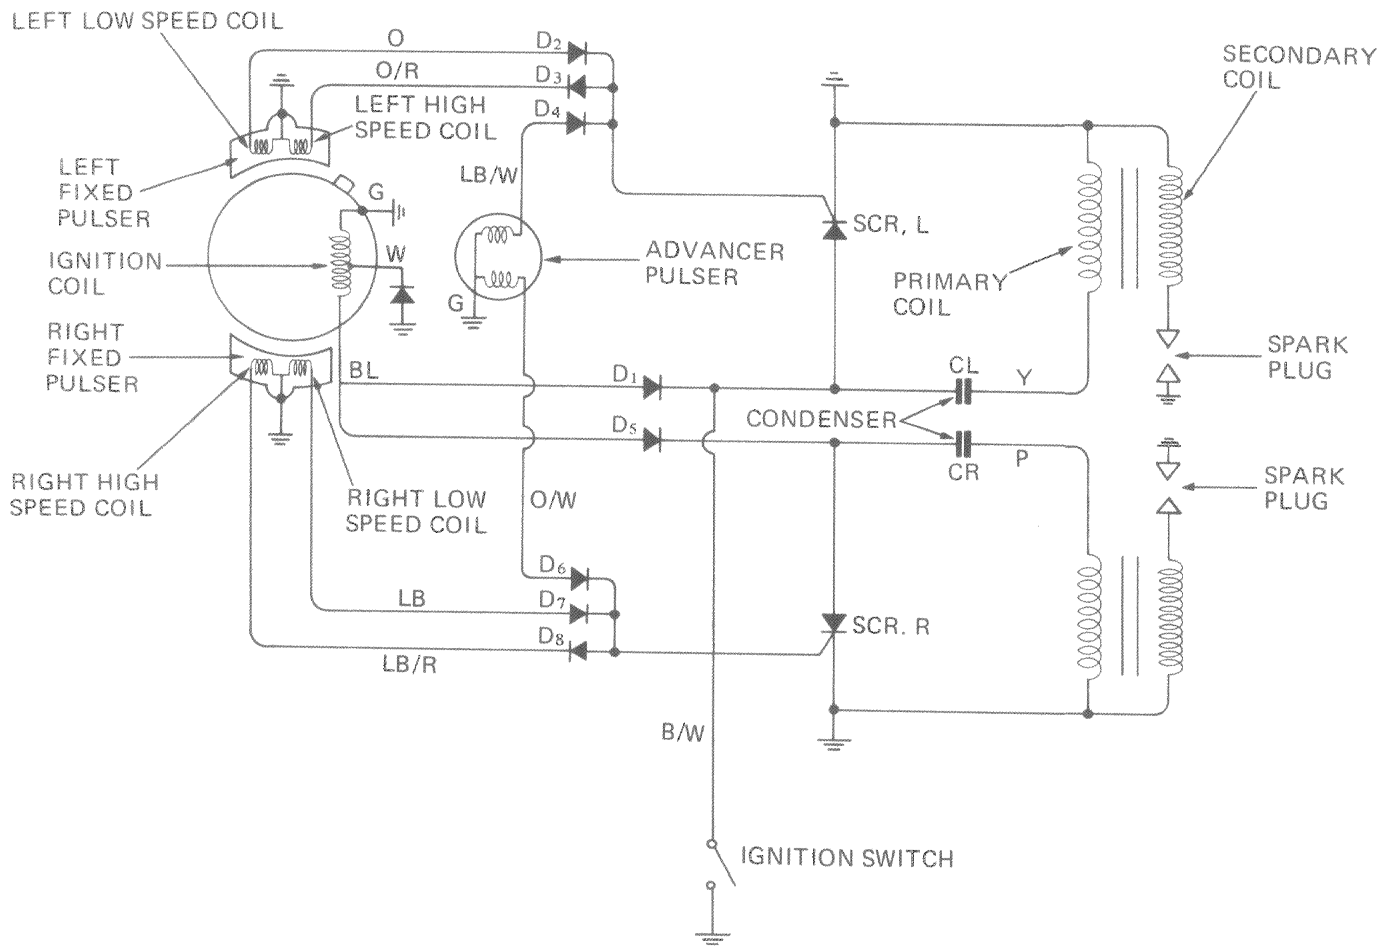 LEFT LOW SPEED COIL
O
D2
O/R
D3
LEFT HIGH
SPEED COIL
D4
SECONDARY
COIL
LEFT
FIXED
PULSER
LB/W
G
SCR, L
IGNITION
COIL
W
ADVANCER
PULSER
PRIMARY
COIL
G
RIGHT
FIXED
PULSER
SPARK
PLUG
BL
D1
CL
Y
CONDENSER
D5
CR
P
RIGHT HIGH
SPEED COIL
RIGHT LOW
SPEED COIL
O/W
SPARK
PLUG
D6
LB
D7
D8
LB/R
SCR. R
B/W
IGNITION SWITCH